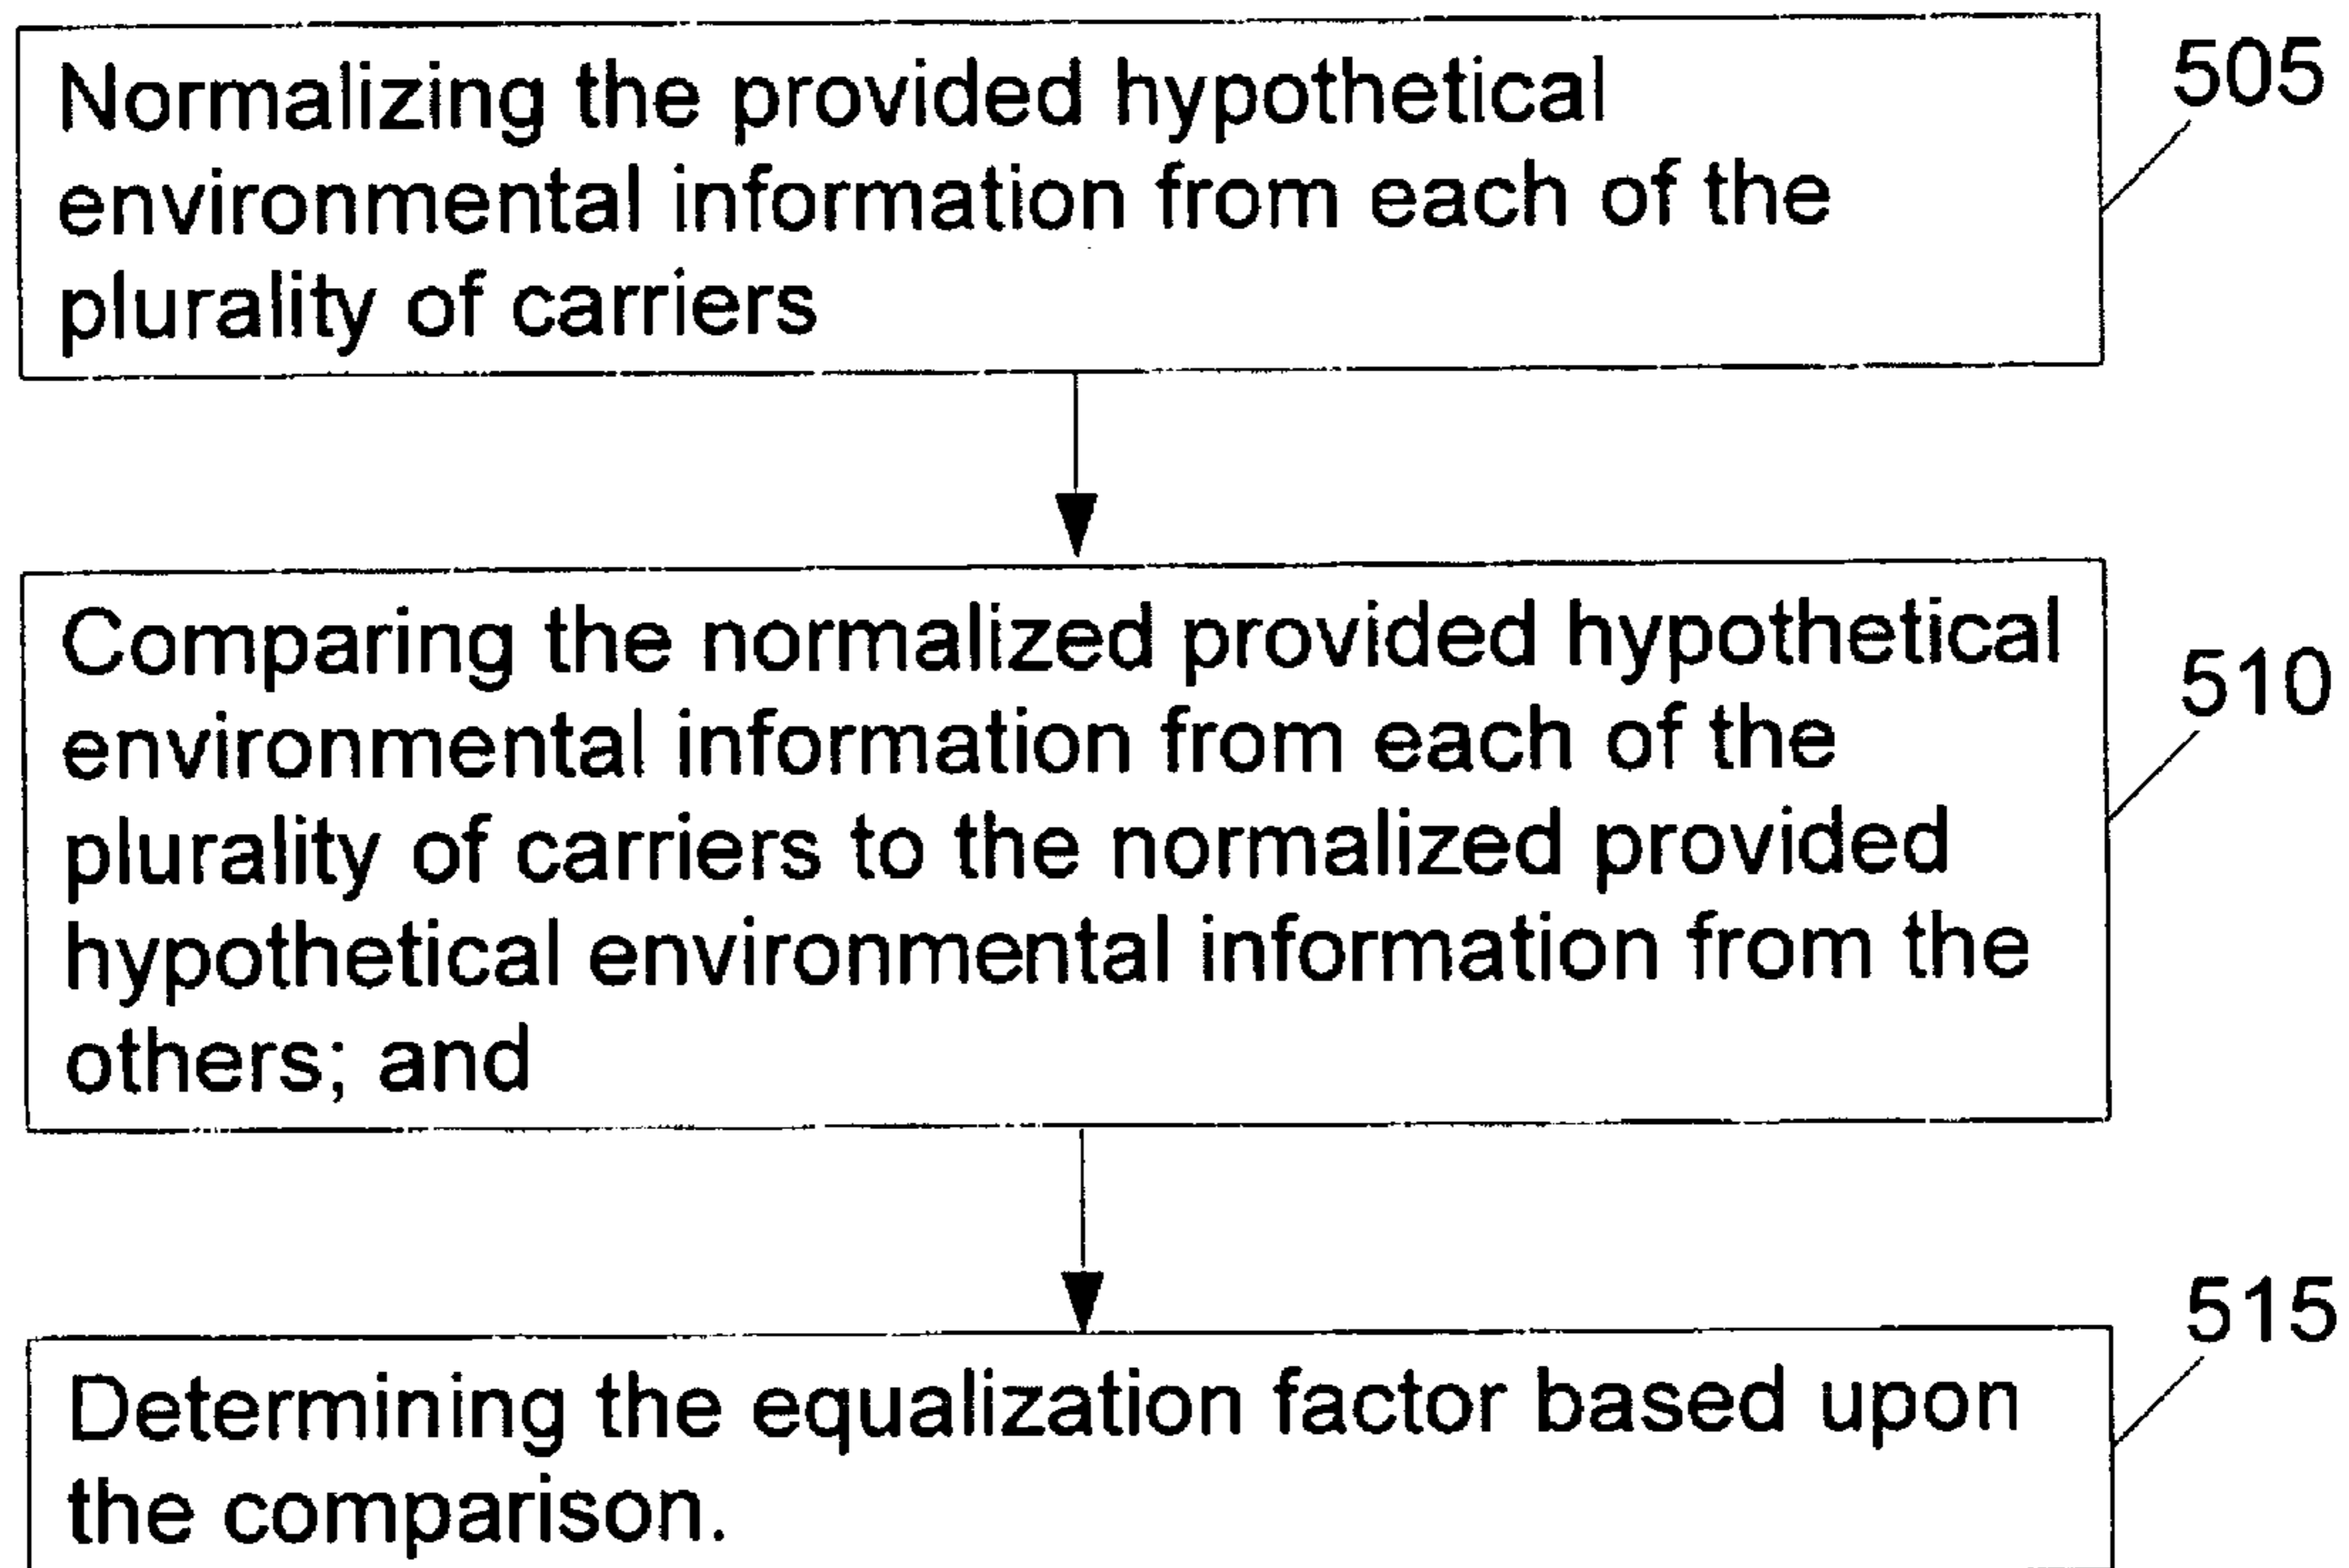 Normalizing the provided hypothetical
environmental information from each of the
plurality of carriers
505
Comparing the normalized provided hypothetical
environmental information from each of the
plurality of carriers to the normalized provided
hypothetical environmental information from the
others; and
510
Determining the equalization factor based upon
the comparison.
515